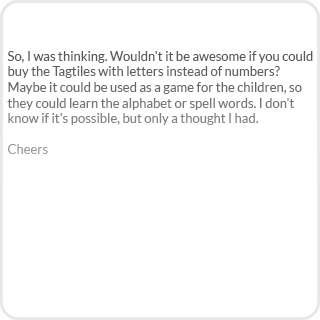 So, I was thinking. Wouldn't it be awesome if you could
buy the Tagtiles with letters instead of numbers?
Maybe it could be used as a game for the children, so
they could learn the alphabet or spell words. I don't
know if it's possible, but only a thought I had.
Cheers